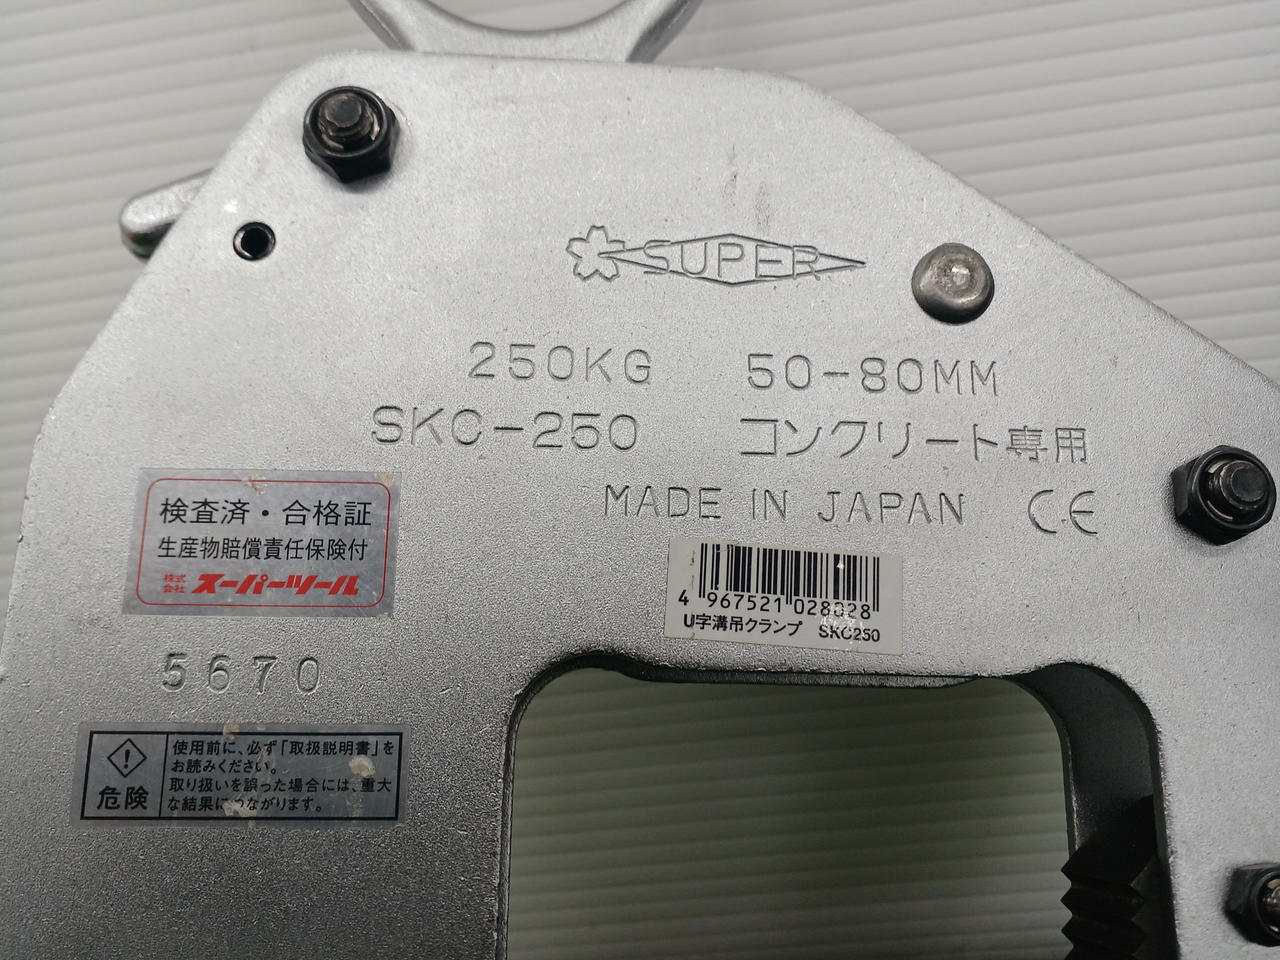 SUPER
250KG 50-80MM
SKC-250 コンクリート専用
MADE IN JAPAN CE
検査済・合格証
生産物賠償責任保険付
株式会社 スーパーツール
4 967521 028028
U字溝吊クランプ SKC250
5670
危険
使用前に、必ず「取扱説明書」を
お読みください。
取り扱いを誤った場合には、重大
な結果につながります。